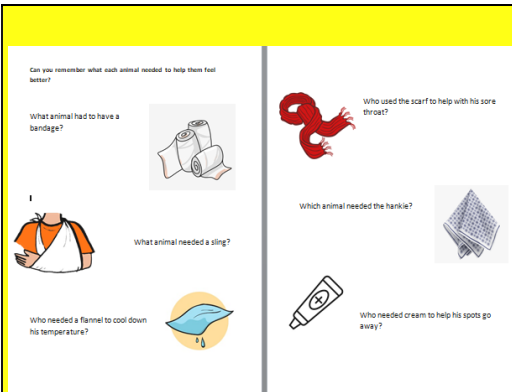 Can you remember what each animal needed to help them feel
better?
What animal had to have a
bandage?
What animal needed a sling?
Who needed a flannel to cool down
his temperature?
Who used the scarf to help with his sore
throat?
Which animal needed the hankie?
Who needed cream to help his spots go
away?